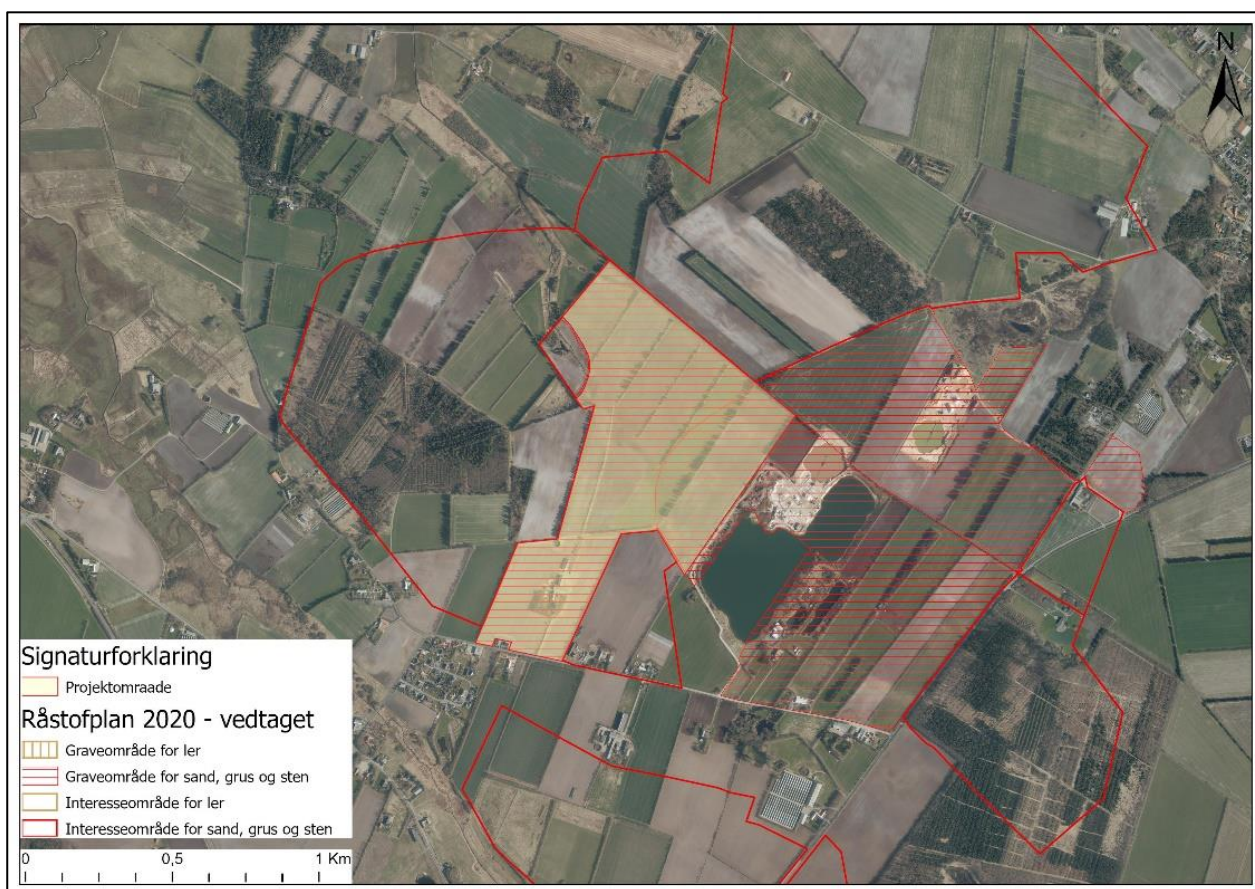 N
Signaturforklaring
Projektomraade
Råstofplan 2020 - vedtaget
Graveområde for ler
Graveområde for sand, grus og sten
Interesseområde for ler
Interesseområde for sand, grus og sten
0 0,5 1 Km